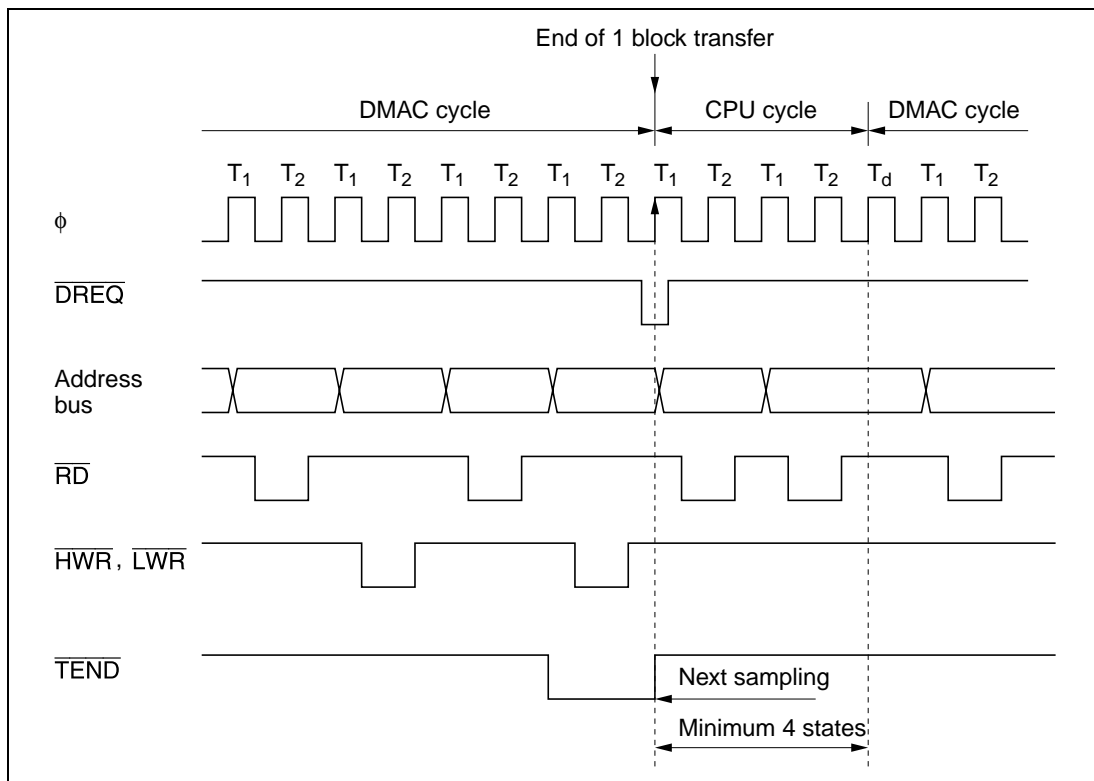 End of 1 block transfer
DMAC cycle CPU cycle DMAC cycle
T1 T2 T1 T2 T1 T2 T1 T2 T1 T2 T1 T2 Td T1 T2
ϕ
DREQ
Address
bus
RD
HWR, LWR
TEND
Next sampling
Minimum 4 states